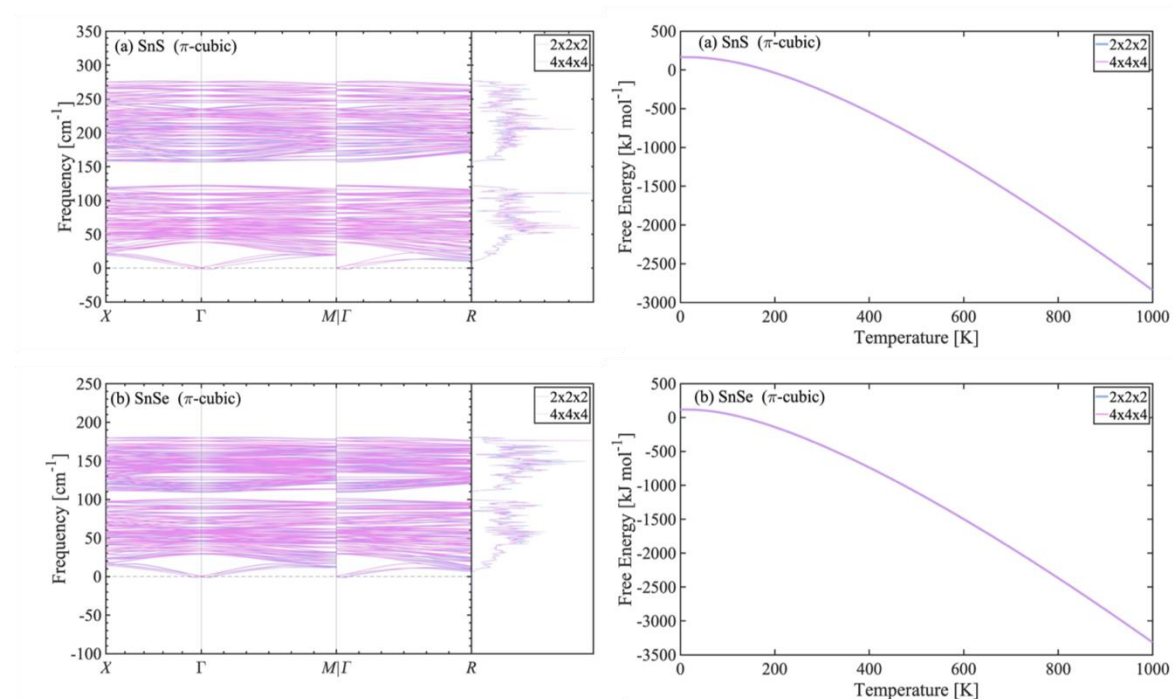 (a) SnS (π-cubic)
2x2x2
4x4x4
Frequency [cm⁻¹]
350
300
250
200
150
100
50
0
-50
X Γ M|Γ R
(a) SnS (π-cubic)
2x2x2
4x4x4
Free Energy [kJ mol⁻¹]
500
0
-500
-1000
-1500
-2000
-2500
-3000
0 200 400 600 800 1000
Temperature [K]
(b) SnSe (π-cubic)
2x2x2
4x4x4
Frequency [cm⁻¹]
250
200
150
100
50
0
-50
-100
X Γ M|Γ R
(b) SnSe (π-cubic)
2x2x2
4x4x4
Free Energy [kJ mol⁻¹]
500
0
-500
-1000
-1500
-2000
-2500
-3000
-3500
0 200 400 600 800 1000
Temperature [K]